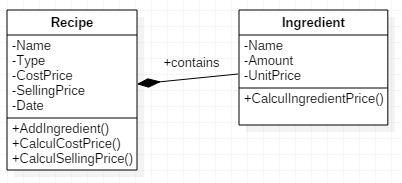 Recipe
-Name
-Type
-CostPrice
-SellingPrice
-Date
+AddIngredient()
+CalculCostPrice()
+CalculSellingPrice()
+contains
Ingredient
-Name
-Amount
-UnitPrice
+CalculIngredientPrice()